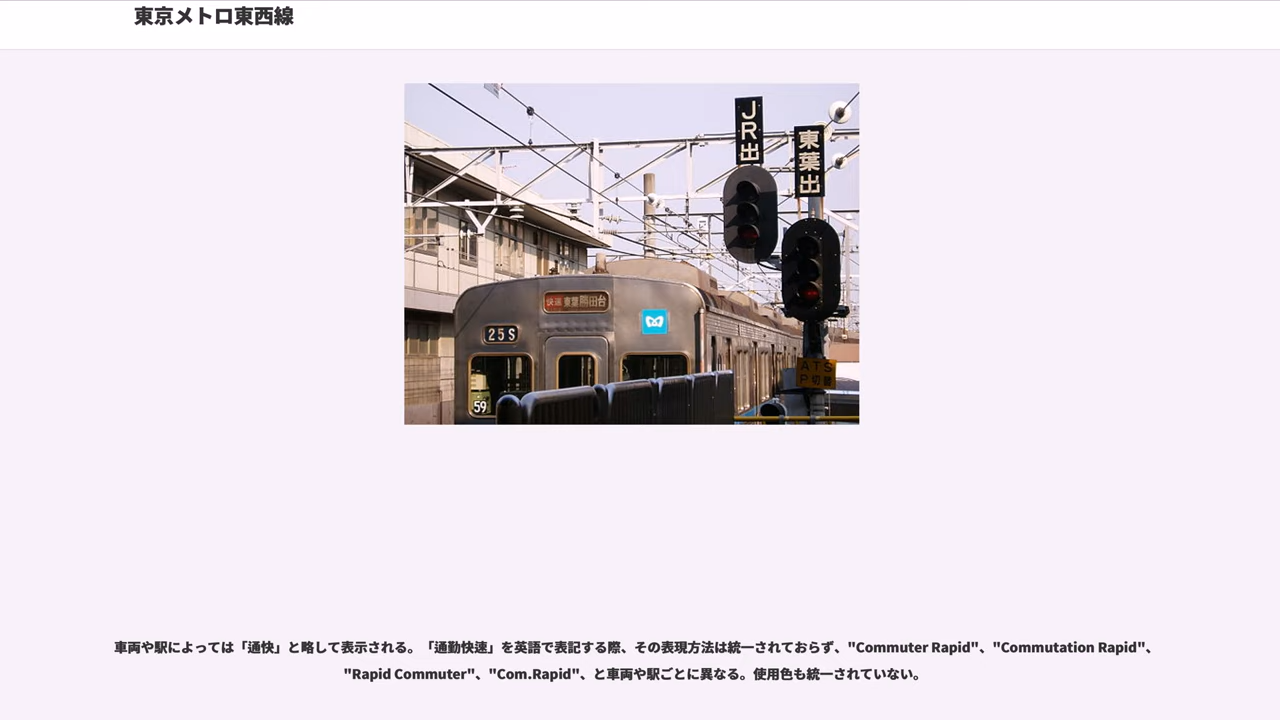 東京メトロ東西線
JR出
東葉出
快速 東葉勝田台
25S
59
ATS
P切替
車両や駅によっては「通快」と略して表示される。「通勤快速」を英語で表記する際、その表現方法は統一されておらず、"Commuter Rapid"、"Commutation Rapid"、
"Rapid Commuter"、"Com.Rapid"、と車両や駅ごとに異なる。使用色も統一されていない。